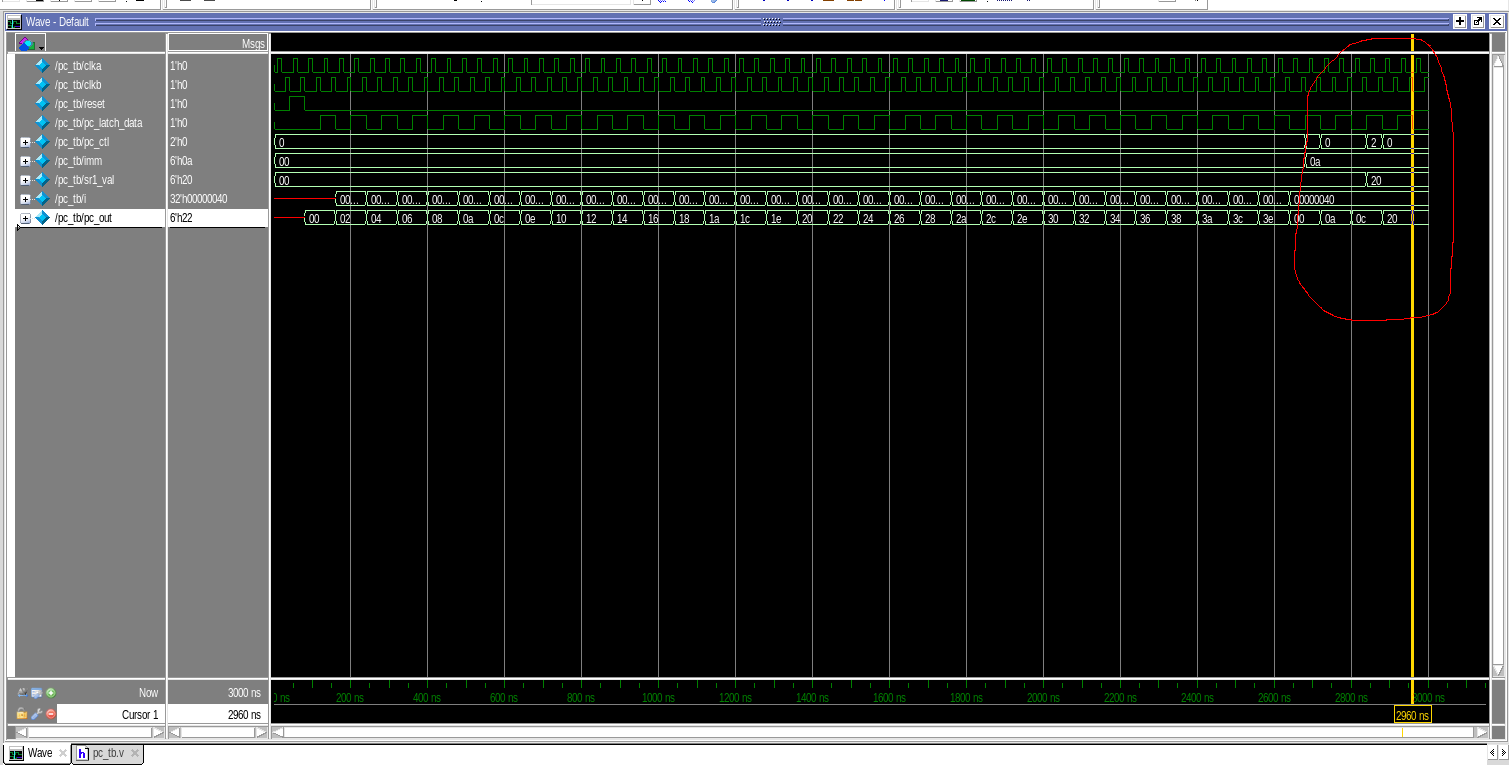 Wave - Default
Msgs
/pc_tb/clka 1'h0
/pc_tb/clkb 1'h0
/pc_tb/reset 1'h0
/pc_tb/pc_latch_data 1'h0
/pc_tb/pc_ctl 2'h0 0 0 2 0
/pc_tb/imm 6'h0a 00 0a
/pc_tb/sr1_val 6'h20 00 20
/pc_tb/i 32'h00000040 00... 00... 00... 00... 00... 00... 00... 00... 00... 00... 00... 00... 00... 00... 00... 00... 00... 00... 00... 00... 00... 00... 00... 00... 00... 00... 00... 00... 00... 00... 00... 00000040
/pc_tb/pc_out 6'h22 00 02 04 06 08 0a 0c 0e 10 12 14 16 18 1a 1c 1e 20 22 24 26 28 2a 2c 2e 30 32 34 36 38 3a 3c 3e 00 0a 0c 20
Now 3000 ns ns 200 ns 400 ns 600 ns 800 ns 1000 ns 1200 ns 1400 ns 1600 ns 1800 ns 2000 ns 2200 ns 2400 ns 2600 ns 2800 ns 3000 ns
Cursor 1 2960 ns 2960 ns
Wave pc_tb.v